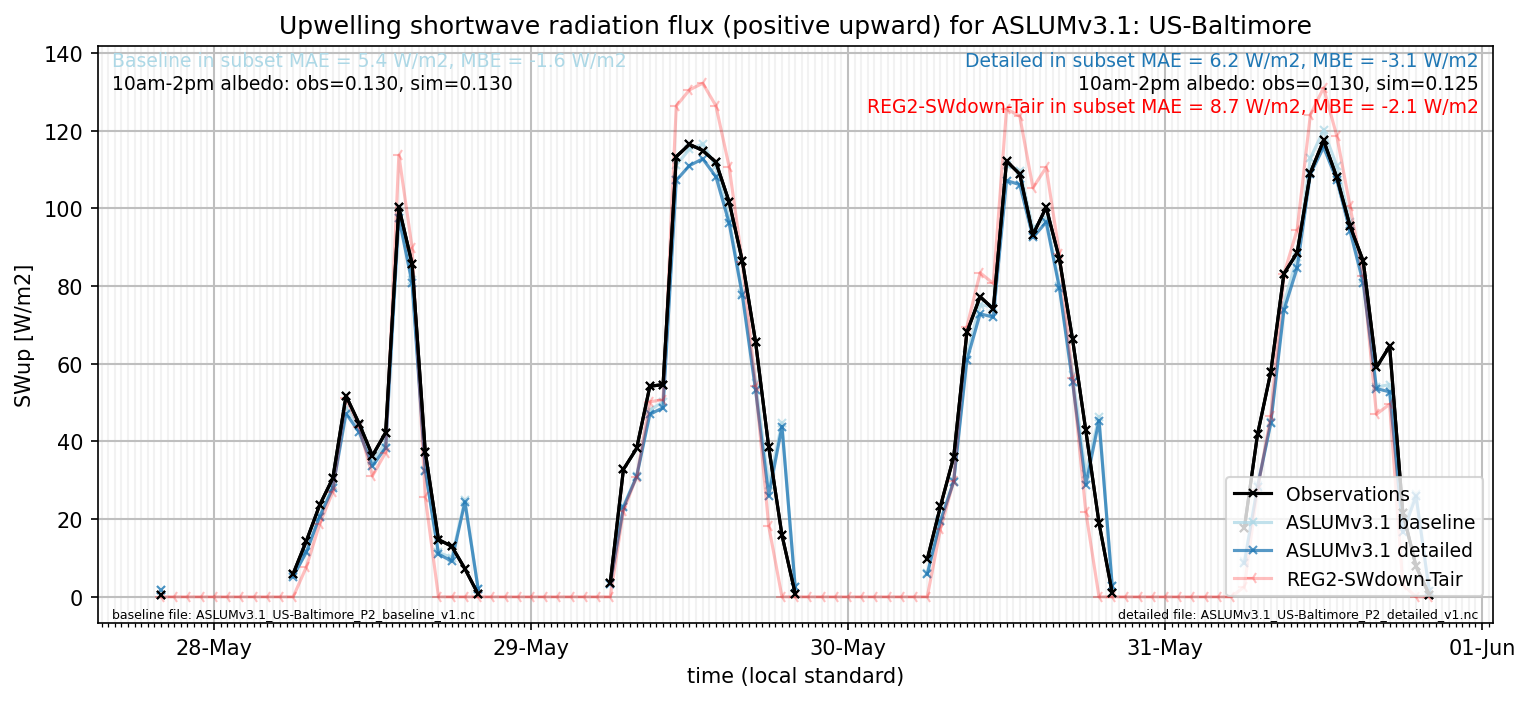 Upwelling shortwave radiation flux (positive upward) for ASLUMv3.1: US-Baltimore
Baseline in subset MAE = 5.4 W/m2, MBE = -1.6 W/m2
10am-2pm albedo: obs=0.130, sim=0.130
Detailed in subset MAE = 6.2 W/m2, MBE = -3.1 W/m2
10am-2pm albedo: obs=0.130, sim=0.125
REG2-SWdown-Tair in subset MAE = 8.7 W/m2, MBE = -2.1 W/m2
SWup [W/m2]
140
120
100
80
60
40
20
0
Observations
ASLUMv3.1 baseline
ASLUMv3.1 detailed
REG2-SWdown-Tair
baseline file: ASLUMv3.1_US-Baltimore_P2_baseline_v1.nc
detailed file: ASLUMv3.1_US-Baltimore_P2_detailed_v1.nc
28-May
29-May
30-May
31-May
01-Jun
time (local standard)